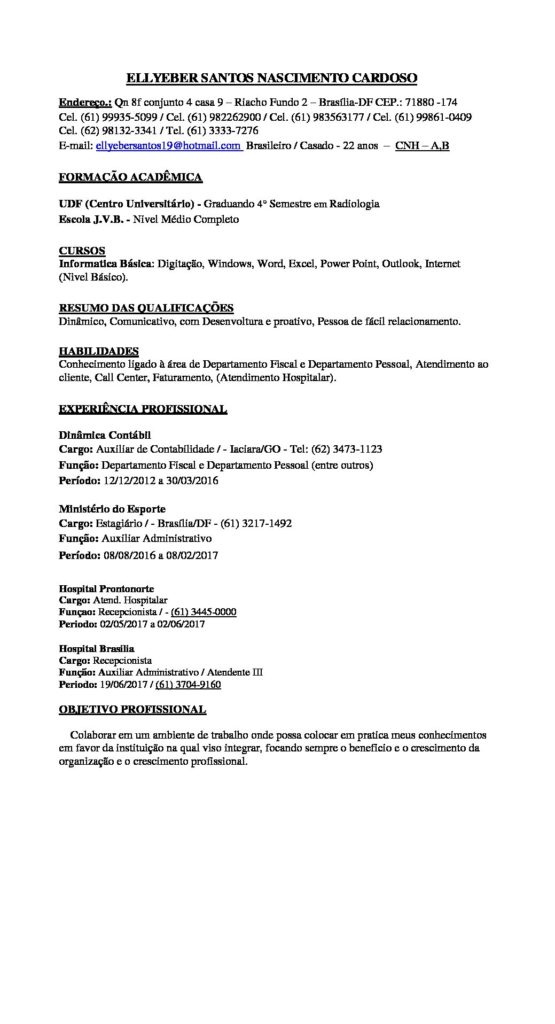 ELLYEBER SANTOS NASCIMENTO CARDOSO
Endereço.: Qn 8f conjunto 4 casa 9 – Riacho Fundo 2 – Brasília-DF CEP.: 71880 -174
Cel. (61) 99935-5099 / Cel. (61) 982262900 / Cel. (61) 983563177 / Cel. (61) 99861-0409
Cel. (62) 98132-3341 / Tel. (61) 3333-7276
E-mail: ellyebersantos19@hotmail.com Brasileiro / Casado - 22 anos – CNH – A,B
FORMAÇÃO ACADÊMICA
UDF (Centro Universitário) - Graduando 4° Semestre em Radiologia
Escola J.V.B. - Nivel Médio Completo
CURSOS
Informatica Básica: Digitação, Windows, Word, Excel, Power Point, Outlook, Internet
(Nivel Básico).
RESUMO DAS QUALIFICAÇÕES
Dinâmico, Comunicativo, com Desenvoltura e proativo, Pessoa de fácil relacionamento.
HABILIDADES
Conhecimento ligado à área de Departamento Fiscal e Departamento Pessoal, Atendimento ao
cliente, Call Center, Faturamento, (Atendimento Hospitalar).
EXPERIÊNCIA PROFISSIONAL
Dinâmica Contábil
Cargo: Auxiliar de Contabilidade / - Iaciara/GO - Tel: (62) 3473-1123
Função: Departamento Fiscal e Departamento Pessoal (entre outros)
Período: 12/12/2012 a 30/03/2016
Ministério do Esporte
Cargo: Estagiário / - Brasília/DF - (61) 3217-1492
Função: Auxiliar Administrativo
Período: 08/08/2016 a 08/02/2017
Hospital Prontonorte
Cargo: Atend. Hospitalar
Funçao: Recepcionista / - (61) 3445-0000
Periodo: 02/05/2017 a 02/06/2017
Hospital Brasília
Cargo: Recepcionista
Função: Auxiliar Administrativo / Atendente III
Periodo: 19/06/2017 / (61) 3704-9160
OBJETIVO PROFISSIONAL
Colaborar em um ambiente de trabalho onde possa colocar em pratica meus conhecimentos
em favor da instituição na qual viso integrar, focando sempre o beneficio e o crescimento da
organização e o crescimento profissional.